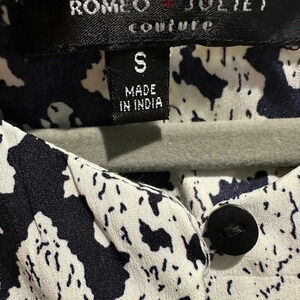 ROMEO + JULIET
couture
S
MADE
IN INDIA